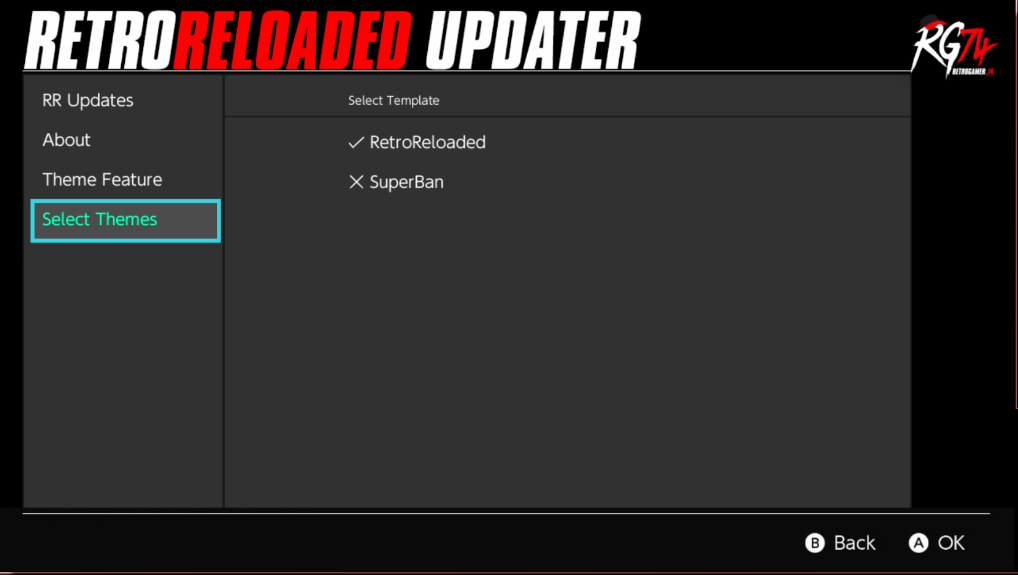 RETRORELOADED UPDATER
RG74
RETROGAMER_74
RR Updates
About
Theme Feature
Select Themes
Select Template
RetroReloaded
SuperBan
B Back
A OK